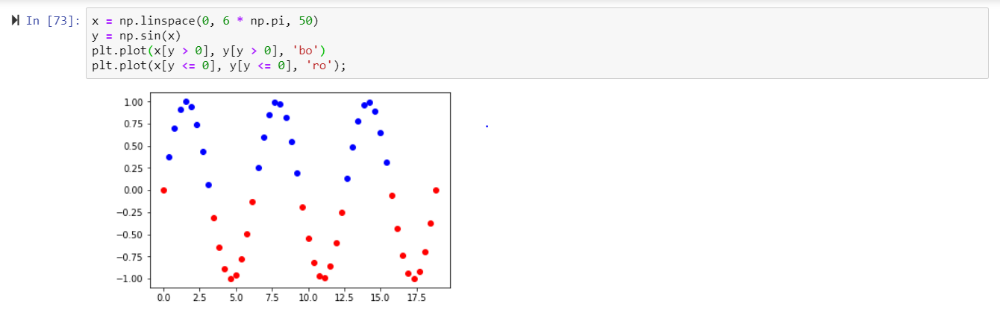 In [73]: x = np.linspace(0, 6 * np.pi, 50)
y = np.sin(x)
plt.plot(x[y > 0], y[y > 0], 'bo')
plt.plot(x[y <= 0], y[y <= 0], 'ro');
1.00
0.75
0.50
0.25
0.00
−0.25
−0.50
−0.75
−1.00
0.0 2.5 5.0 7.5 10.0 12.5 15.0 17.5